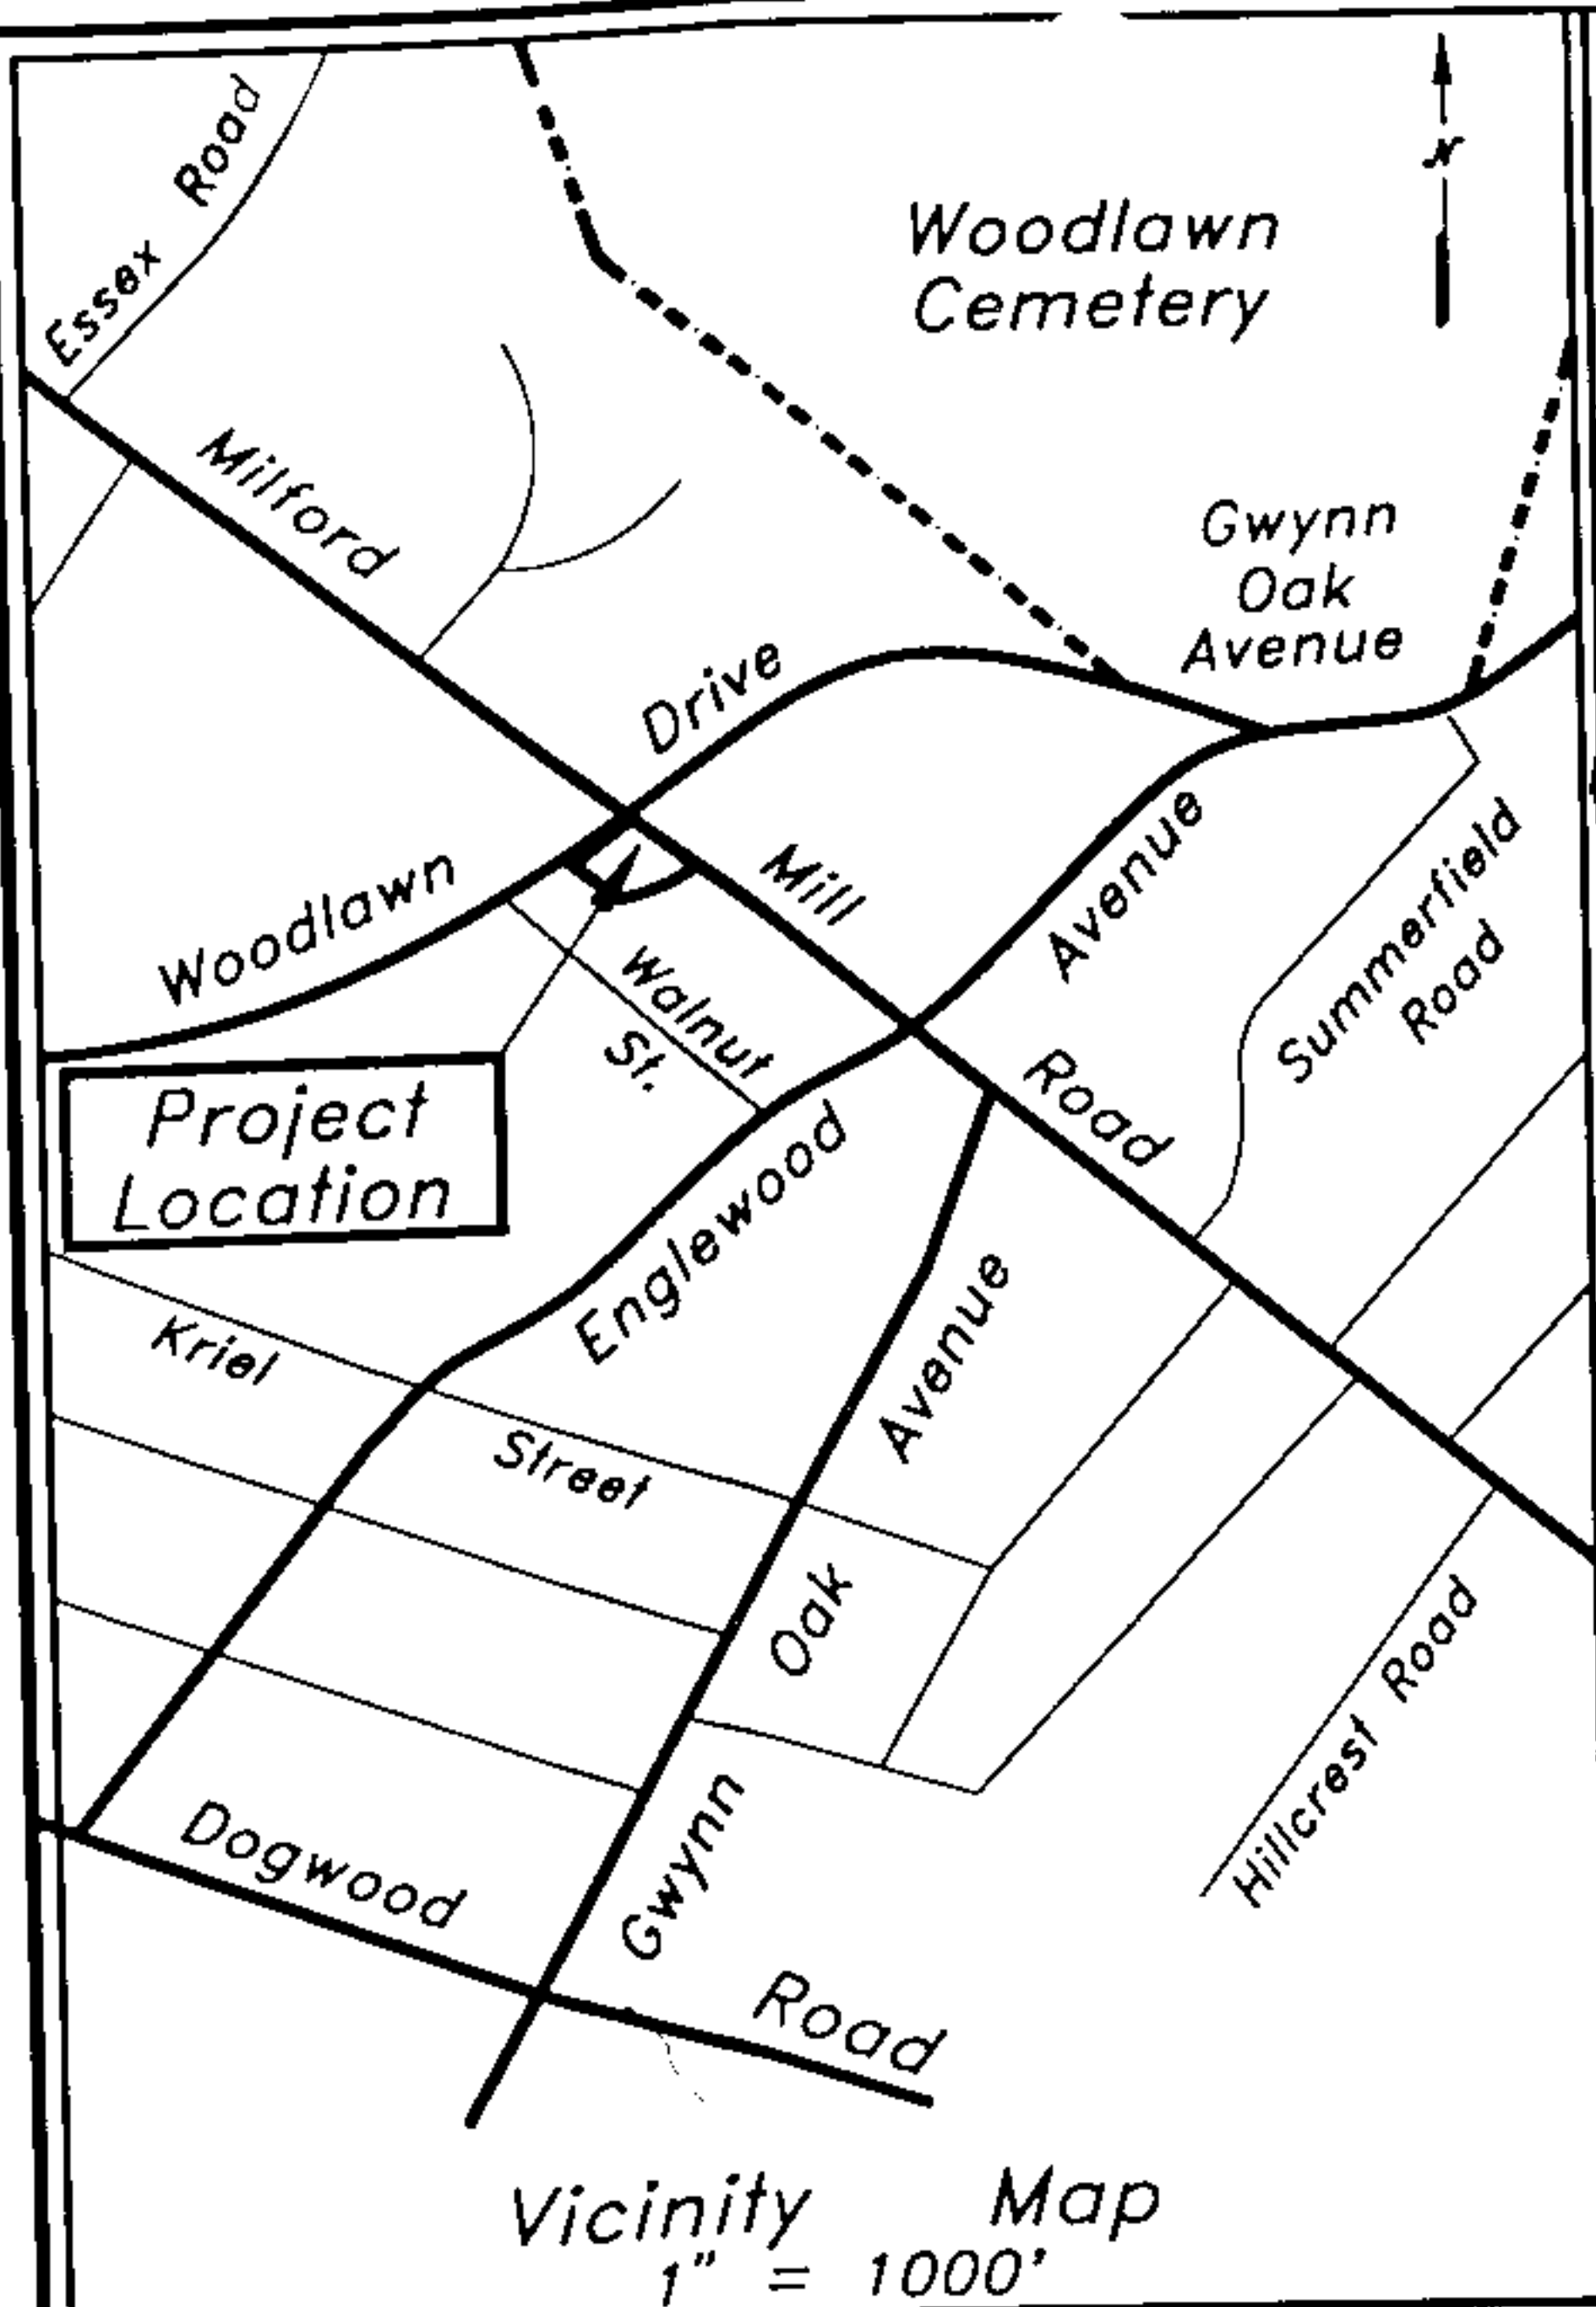 Essex Road
Woodlawn
Cemetery
Milford
Mill
Road
Gwynn
Oak
Avenue
Woodlawn
Drive
Walnut
St.
Englewood
Avenue
Summerfield
Road
Project
Location
Kriel
Street
Gwynn
Oak
Avenue
Hillcrest Road
Dogwood
Road
Vicinity Map
1" = 1000'